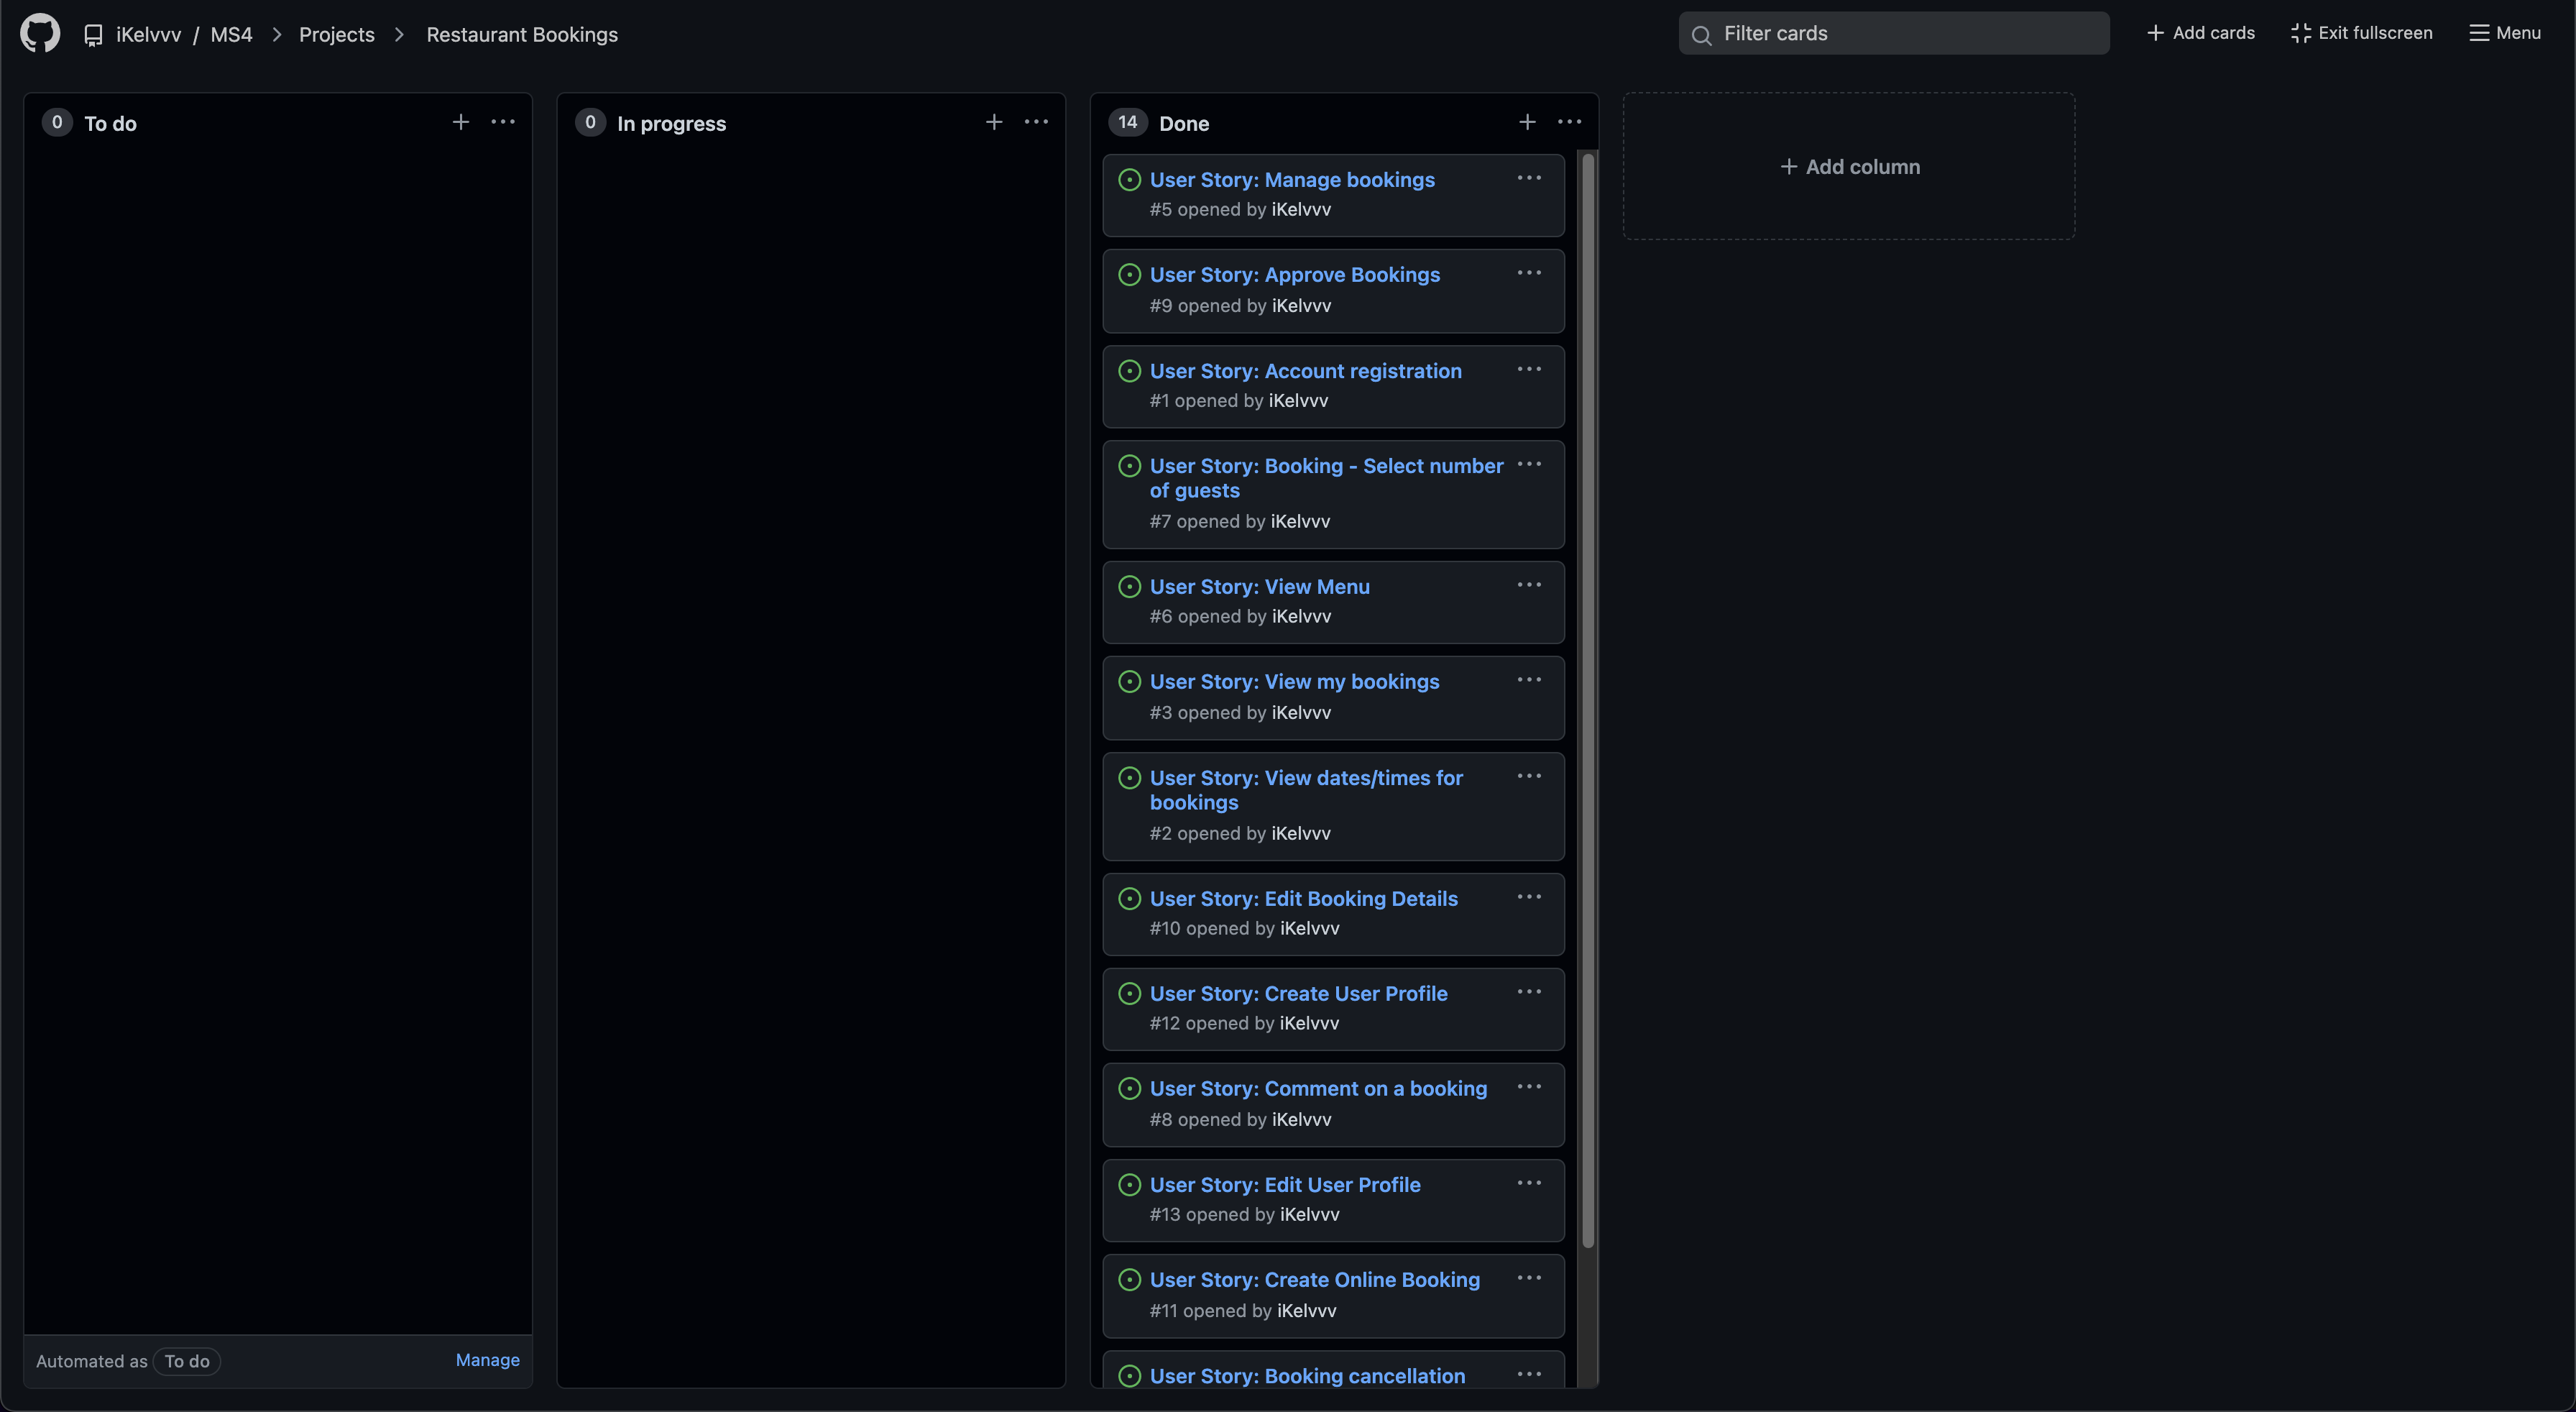 iKelvvv / MS4 > Projects > Restaurant Bookings
Filter cards
Add cards
Exit fullscreen
Menu
0 To do
Automated as To do
Manage
0 In progress
14 Done
User Story: Manage bookings
#5 opened by iKelvvv
User Story: Approve Bookings
#9 opened by iKelvvv
User Story: Account registration
#1 opened by iKelvvv
User Story: Booking - Select number
of guests
#7 opened by iKelvvv
User Story: View Menu
#6 opened by iKelvvv
User Story: View my bookings
#3 opened by iKelvvv
User Story: View dates/times for
bookings
#2 opened by iKelvvv
User Story: Edit Booking Details
#10 opened by iKelvvv
User Story: Create User Profile
#12 opened by iKelvvv
User Story: Comment on a booking
#8 opened by iKelvvv
User Story: Edit User Profile
#13 opened by iKelvvv
User Story: Create Online Booking
#11 opened by iKelvvv
User Story: Booking cancellation
Add column